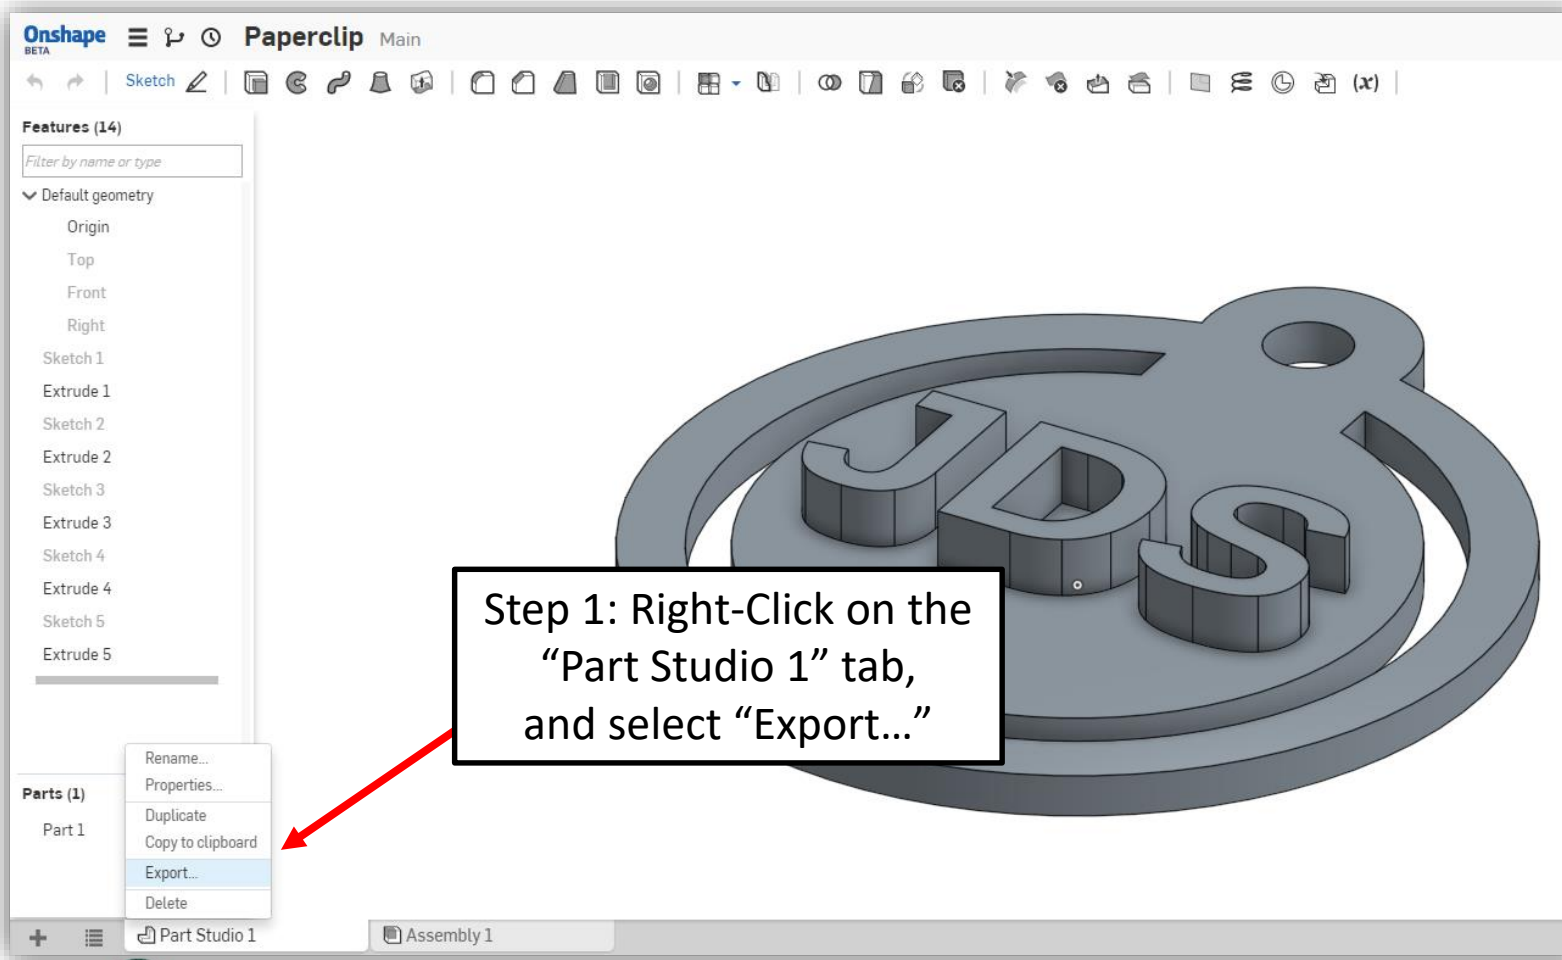 Onshape
BETA
Paperclip Main
Sketch
(x)
Features (14)
Filter by name or type
Default geometry
Origin
Top
Front
Right
Sketch 1
Extrude 1
Sketch 2
Extrude 2
Sketch 3
Extrude 3
Sketch 4
Extrude 4
Sketch 5
Extrude 5
JDS
Step 1: Right-Click on the
“Part Studio 1” tab,
and select “Export…”
Rename...
Properties...
Duplicate
Copy to clipboard
Export...
Delete
Parts (1)
Part 1
Part Studio 1
Assembly 1